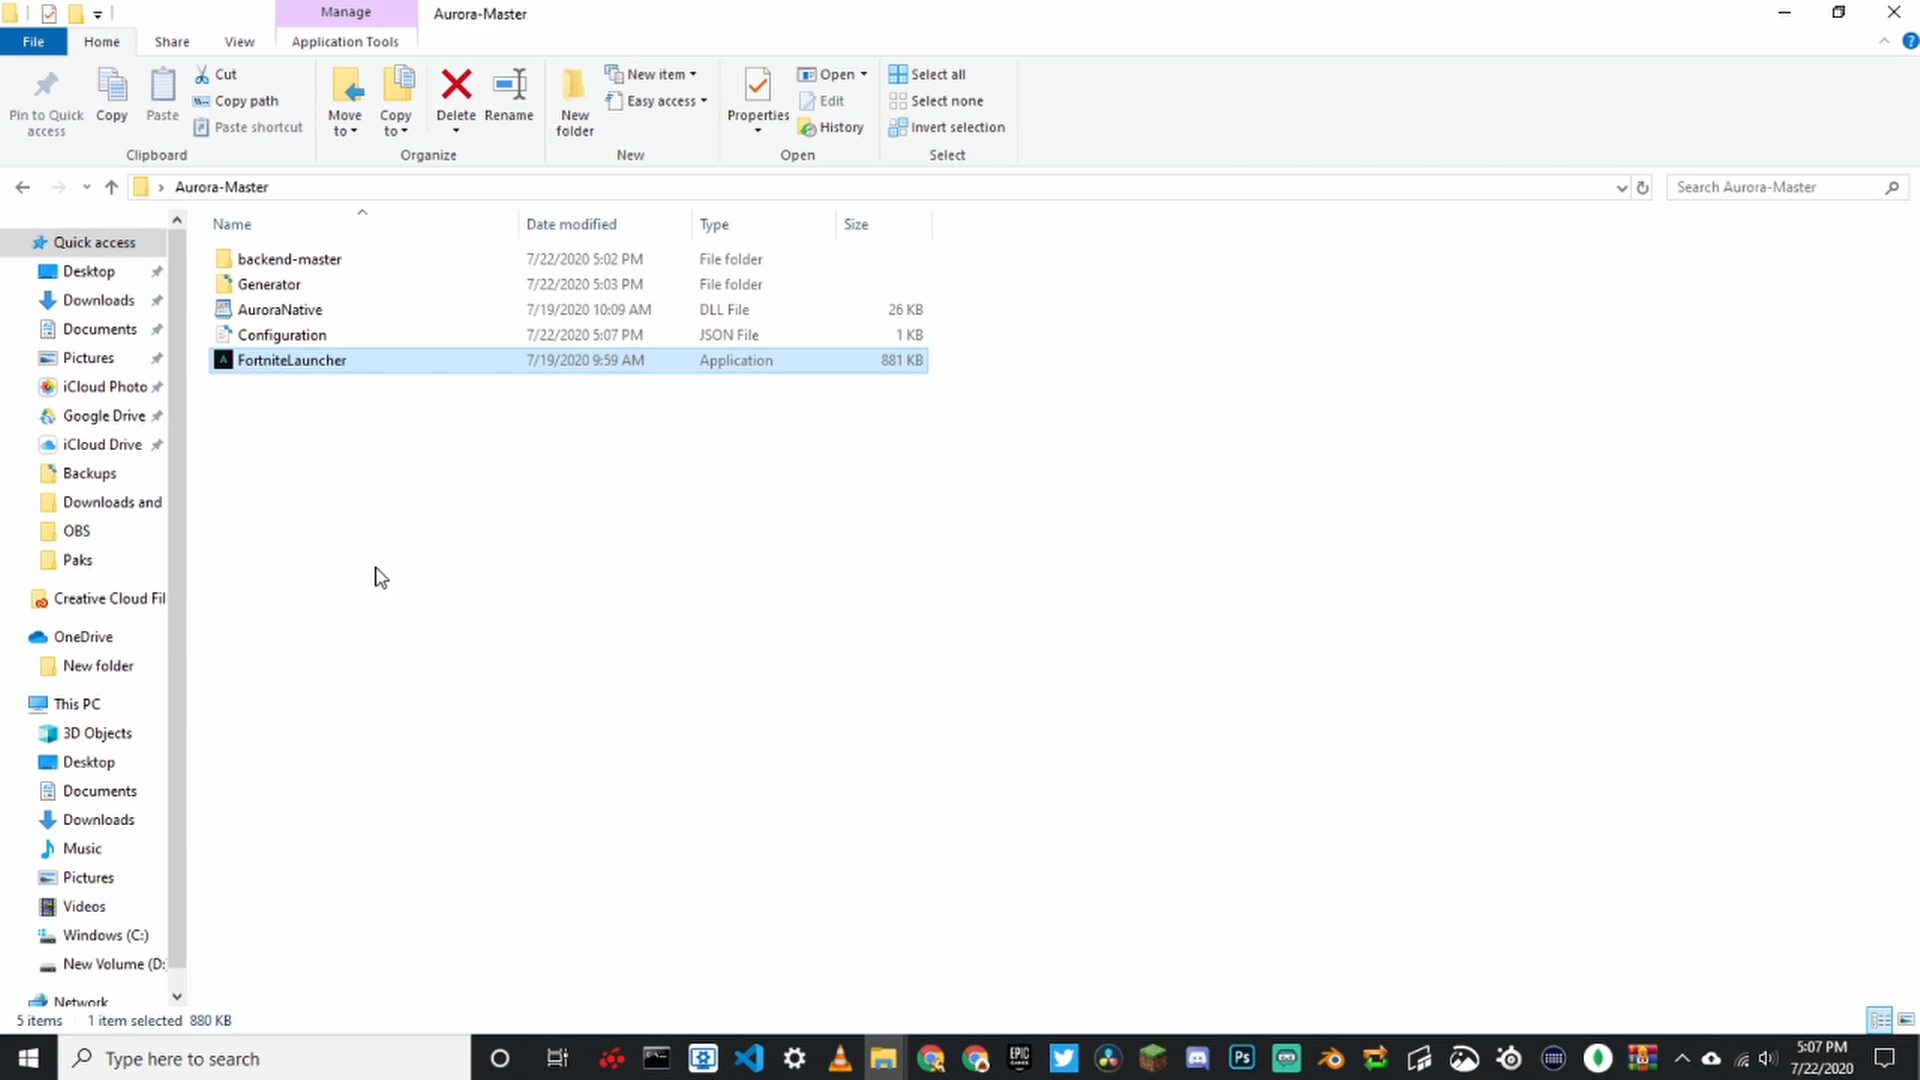 Manage
Aurora-Master
File
Home
Share
View
Application Tools
Pin to Quick access
Copy
Paste
Cut
Copy path
Paste shortcut
Clipboard
Move to
Copy to
Delete
Rename
Organize
New folder
New item
Easy access
New
Properties
Open
Edit
History
Open
Select all
Select none
Invert selection
Select
Aurora-Master
Search Aurora-Master
Name
Date modified
Type
Size
backend-master 7/22/2020 5:02 PM File folder
Generator 7/22/2020 5:03 PM File folder
AuroraNative 7/19/2020 10:09 AM DLL File 26 KB
Configuration 7/22/2020 5:07 PM JSON File 1 KB
FortniteLauncher 7/19/2020 9:59 AM Application 881 KB
Quick access
Desktop
Downloads
Documents
Pictures
iCloud Photo
Google Drive
iCloud Drive
Backups
Downloads and
OBS
Paks
Creative Cloud Fil
OneDrive
New folder
This PC
3D Objects
Desktop
Documents
Downloads
Music
Pictures
Videos
Windows (C:)
New Volume (D:
Network
5 items 1 item selected 880 KB
Type here to search
EPIC GAMES
Ps
5:07 PM
7/22/2020